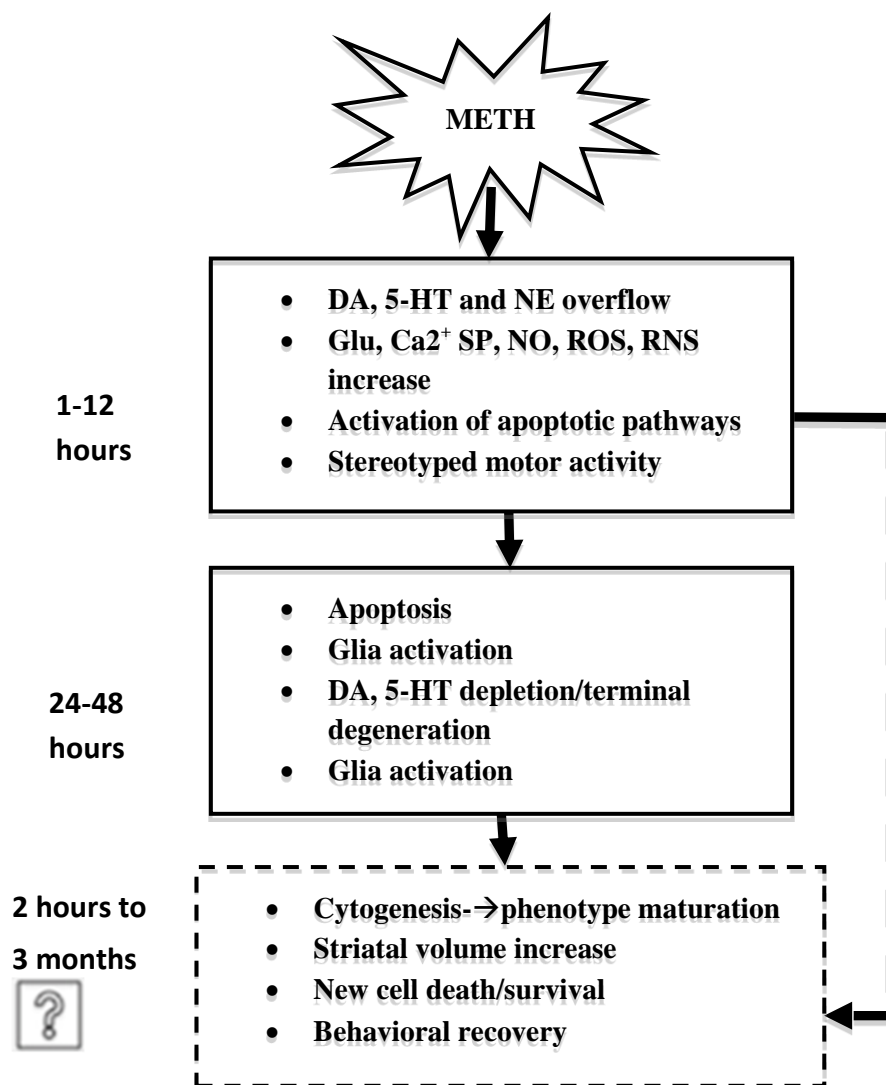 METH
1-12
hours
• DA, 5-HT and NE overflow
• Glu, Ca2⁺ SP, NO, ROS, RNS
increase
• Activation of apoptotic pathways
• Stereotyped motor activity
24-48
hours
• Apoptosis
• Glia activation
• DA, 5-HT depletion/terminal
degeneration
• Glia activation
2 hours to
3 months
?
• Cytogenesis-→phenotype maturation
• Striatal volume increase
• New cell death/survival
• Behavioral recovery